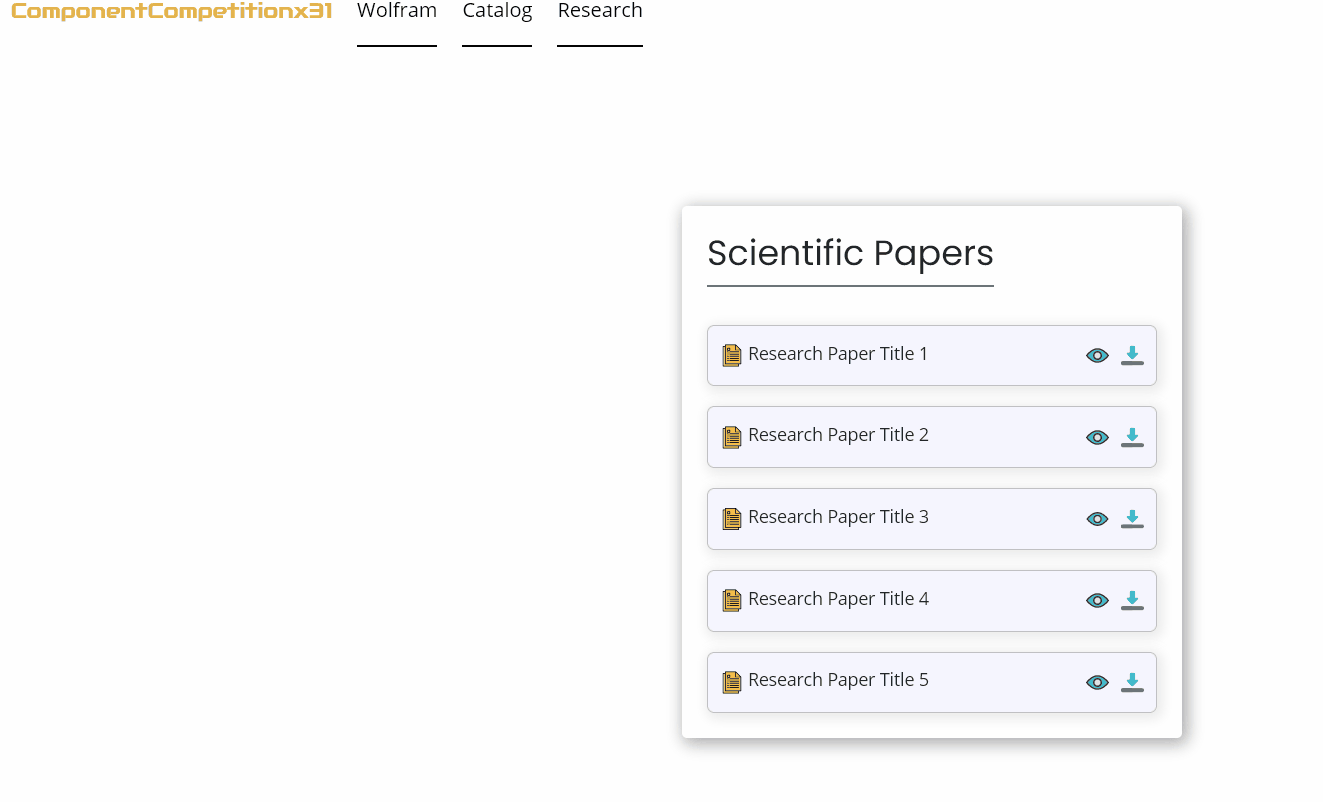 ComponentCompetitionx31 Wolfram Catalog Research
Scientific Papers
Research Paper Title 1
Research Paper Title 2
Research Paper Title 3
Research Paper Title 4
Research Paper Title 5